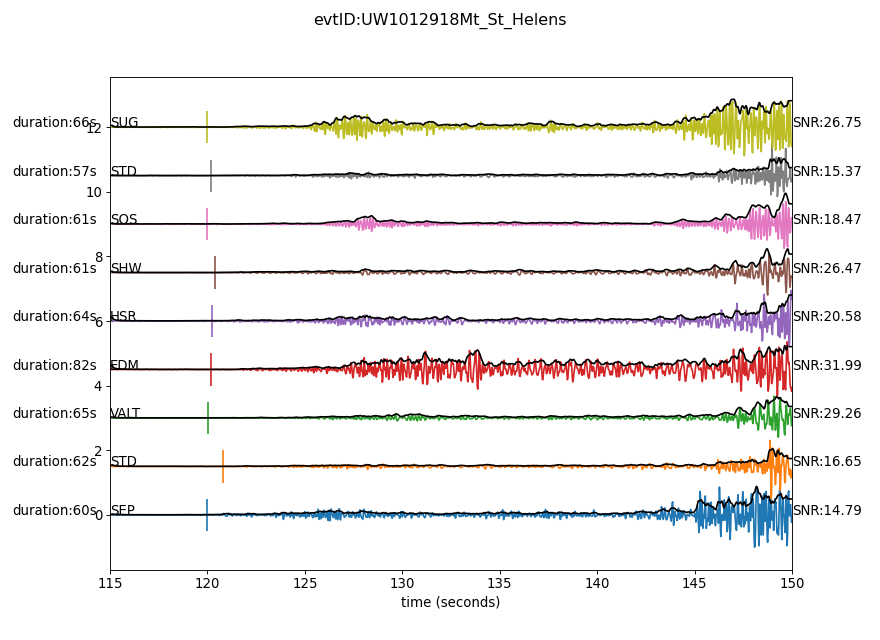 evtID:UW1012918Mt_St_Helens
duration:66s SUG SNR:26.75
12
duration:57s STD SNR:15.37
10
duration:61s SOS SNR:18.47
8
duration:61s SHW SNR:26.47
duration:64s HSR SNR:20.58
6
duration:82s EDM SNR:31.99
4
duration:65s VALT SNR:29.26
2
duration:62s STD SNR:16.65
duration:60s SEP SNR:14.79
0
115 120 125 130 135 140 145 150
time (seconds)